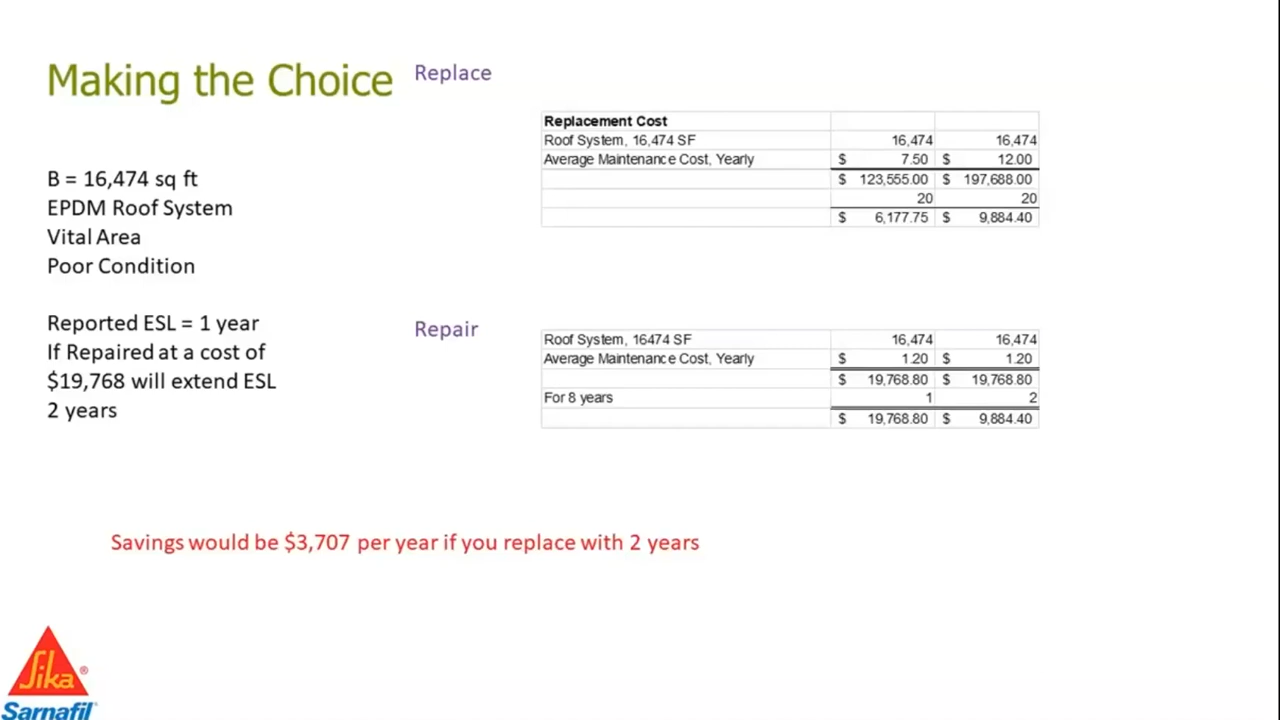 Making the Choice
Replace
B = 16,474 sq ft
EPDM Roof System
Vital Area
Poor Condition
Reported ESL = 1 year
If Repaired at a cost of
$19,768 will extend ESL
2 years
Replacement Cost
Roof System, 16,474 SF 16,474 16,474
Average Maintenance Cost, Yearly $ 7.50 $ 12.00
$ 123,555.00 $ 197,688.00
20 20
$ 6,177.75 $ 9,884.40
Repair
Roof System, 16474 SF 16,474 16,474
Average Maintenance Cost, Yearly $ 1.20 $ 1.20
$ 19,768.80 $ 19,768.80
For 8 years 1 2
$ 19,768.80 $ 9,884.40
Savings would be $3,707 per year if you replace with 2 years
Sika®
Sarnafil